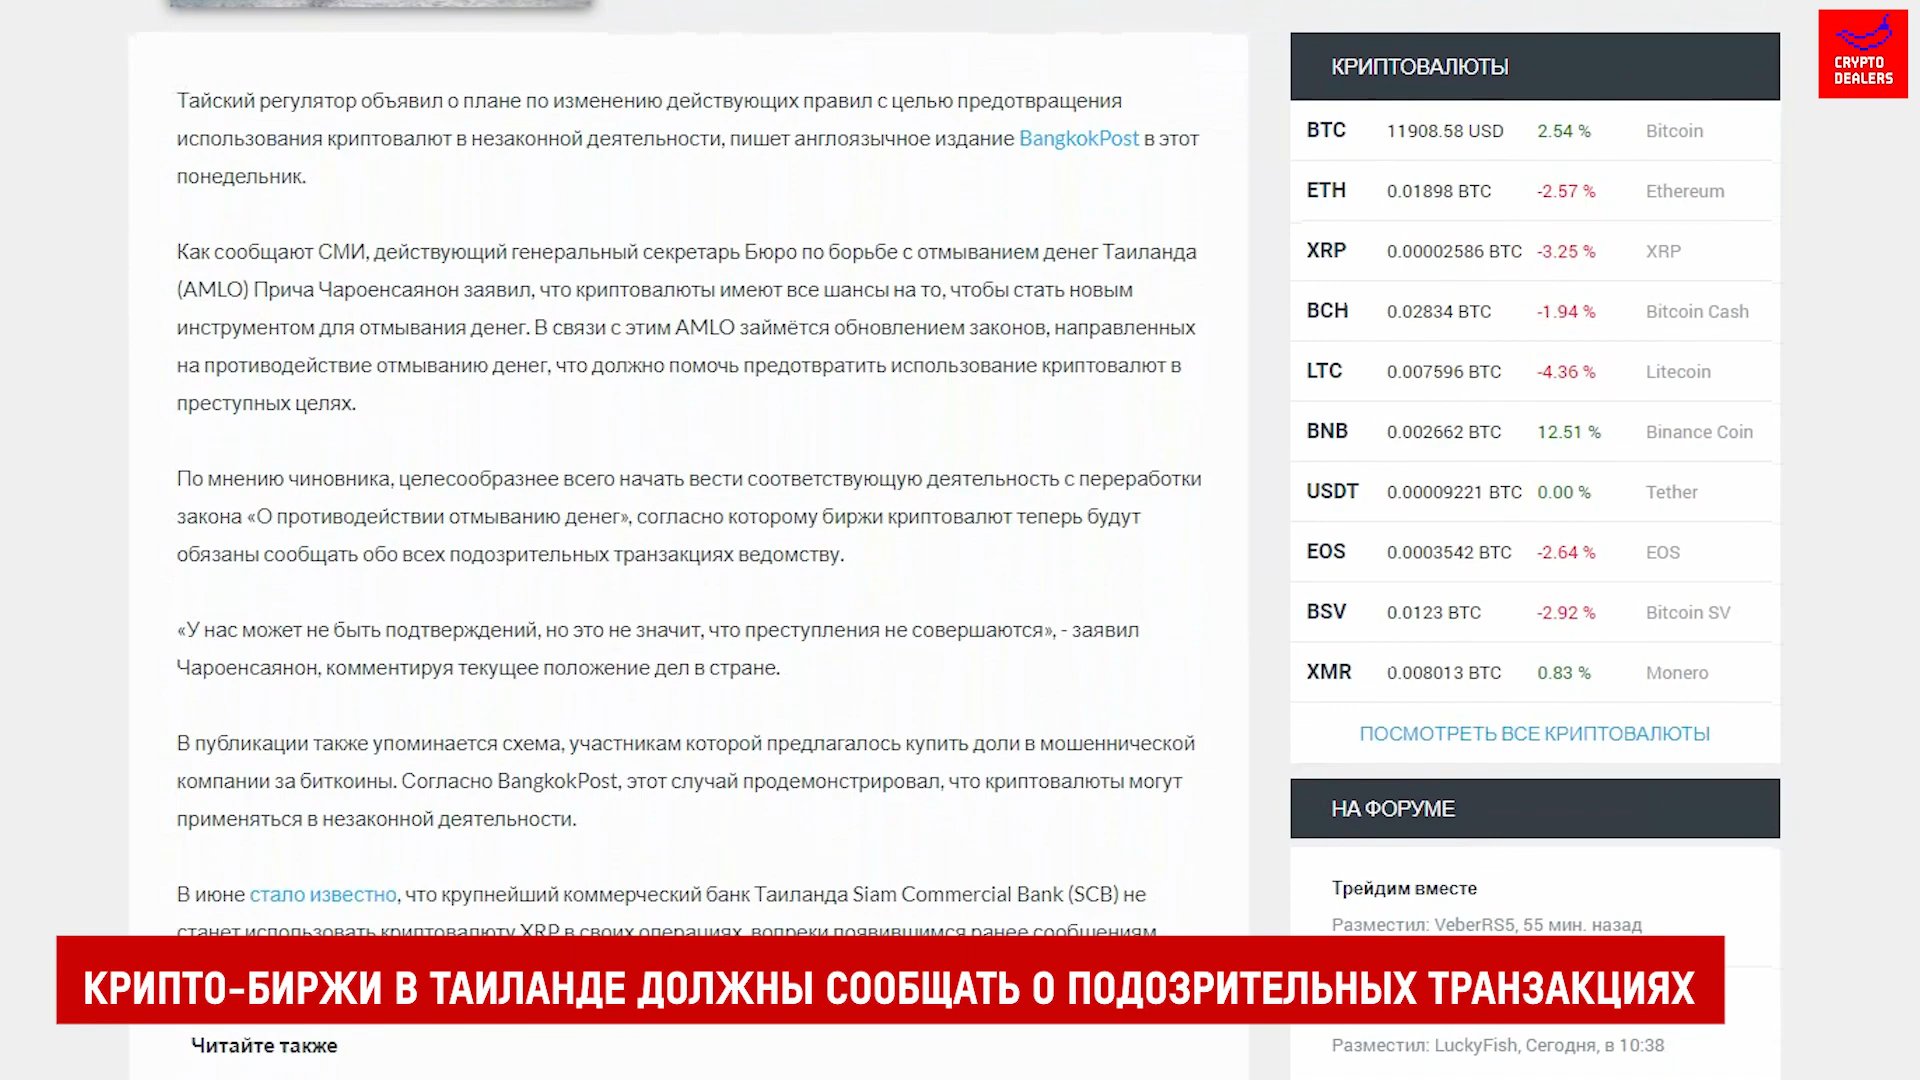 Тайский регулятор объявил о плане по изменению действующих правил с целью предотвращения
использования криптовалют в незаконной деятельности, пишет англоязычное издание BangkokPost в этот
понедельник.
Как сообщают СМИ, действующий генеральный секретарь Бюро по борьбе с отмыванием денег Таиланда
(AMLO) Прича Чароенсаянон заявил, что криптовалюты имеют все шансы на то, чтобы стать новым
инструментом для отмывания денег. В связи с этим AMLO займётся обновлением законов, направленных
на противодействие отмыванию денег, что должно помочь предотвратить использование криптовалют в
преступных целях.
По мнению чиновника, целесообразнее всего начать вести соответствующую деятельность с переработки
закона «О противодействии отмыванию денег», согласно которому биржи криптовалют теперь будут
обязаны сообщать обо всех подозрительных транзакциях ведомству.
«У нас может не быть подтверждений, но это не значит, что преступления не совершаются», - заявил
Чароенсаянон, комментируя текущее положение дел в стране.
В публикации также упоминается схема, участникам которой предлагалось купить доли в мошеннической
компании за биткоины. Согласно BangkokPost, этот случай продемонстрировал, что криптовалюты могут
применяться в незаконной деятельности.
В июне стало известно, что крупнейший коммерческий банк Таиланда Siam Commercial Bank (SCB) не
станет использовать криптовалюту XRP в своих операциях, вопреки появившимся ранее сообщениям.
КРИПТО-БИРЖИ В ТАИЛАНДЕ ДОЛЖНЫ СООБЩАТЬ О ПОДОЗРИТЕЛЬНЫХ ТРАНЗАКЦИЯХ
Читайте также
КРИПТОВАЛЮТЫ
BTC 11908.58 USD 2.54 % Bitcoin
ETH 0.01898 BTC -2.57 % Ethereum
XRP 0.00002586 BTC -3.25 % XRP
BCH 0.02834 BTC -1.94 % Bitcoin Cash
LTC 0.007596 BTC -4.36 % Litecoin
BNB 0.002662 BTC 12.51 % Binance Coin
USDT 0.00009221 BTC 0.00 % Tether
EOS 0.0003542 BTC -2.64 % EOS
BSV 0.0123 BTC -2.92 % Bitcoin SV
XMR 0.008013 BTC 0.83 % Monero
ПОСМОТРЕТЬ ВСЕ КРИПТОВАЛЮТЫ
НА ФОРУМЕ
Трейдим вместе
Разместил: VeberRS5, 55 мин. назад
Разместил: LuckyFish, Сегодня, в 10:38
CRYPTO
DEALERS